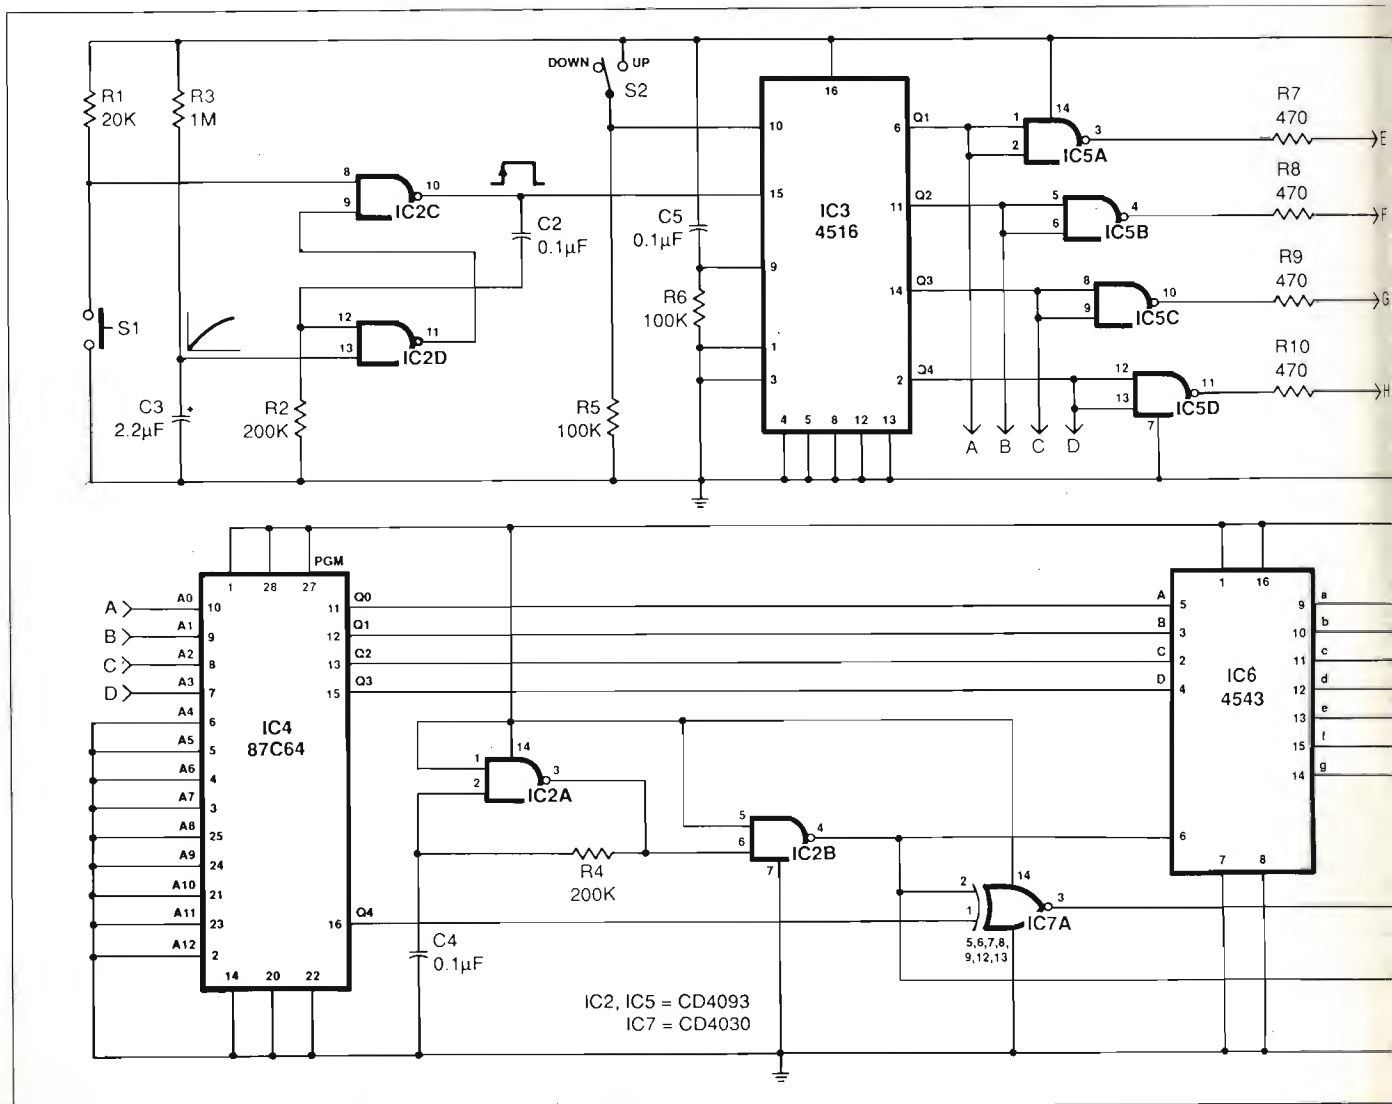 DOWN
UP
S2
R1
20K
R3
1M
16
10
Q1
6
1
2
14
3
IC5A
R7
470
E
8
9
10
IC2C
C2
0.1µF
15
C5
0.1µF
IC3
4516
Q2
11
5
6
4
IC5B
R8
470
F
9
R6
100K
Q3
14
8
9
10
IC5C
R9
470
G
S1
12
13
11
IC2D
1
3
Q4
2
12
13
11
IC5D
7
R10
470
H
C3
+
2.2µF
R2
200K
R5
100K
4
5
8
12
13
A
B
C
D
PGM
1
28
27
A
A0
10
B
A1
9
C
A2
8
D
A3
7
A4
6
A5
5
A6
4
A7
3
A8
25
A9
24
A10
21
A11
23
A12
2
IC4
87C64
11
Q0
12
Q1
13
Q2
15
Q3
16
Q4
14
20
22
1
2
14
3
IC2A
R4
200K
C4
0.1µF
5
6
4
IC2B
7
2
1
14
3
IC7A
5,6,7,8,
9,12,13
A
5
B
3
C
2
D
4
6
1
16
IC6
4543
9
a
10
b
11
c
12
d
13
e
15
f
14
g
7
8
IC2, IC5 = CD4093
IC7 = CD4030